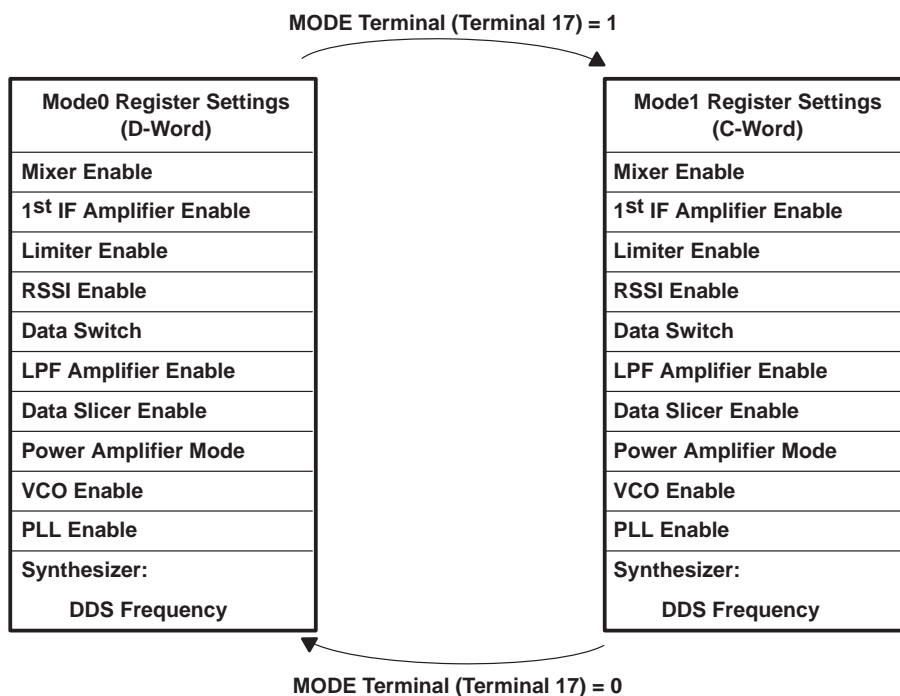 MODE Terminal (Terminal 17) = 1
Mode0 Register Settings
(D-Word)
Mixer Enable
1st IF Amplifier Enable
Limiter Enable
RSSI Enable
Data Switch
LPF Amplifier Enable
Data Slicer Enable
Power Amplifier Mode
VCO Enable
PLL Enable
Synthesizer:
DDS Frequency
Mode1 Register Settings
(C-Word)
Mixer Enable
1st IF Amplifier Enable
Limiter Enable
RSSI Enable
Data Switch
LPF Amplifier Enable
Data Slicer Enable
Power Amplifier Mode
VCO Enable
PLL Enable
Synthesizer:
DDS Frequency
MODE Terminal (Terminal 17) = 0